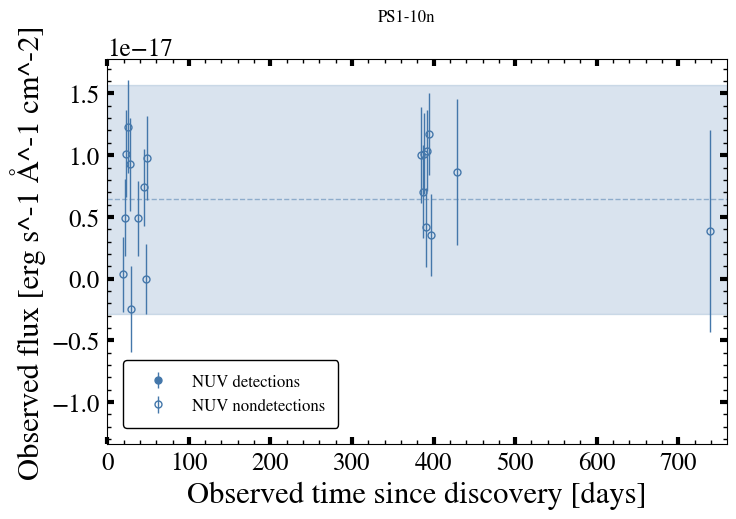 PS1-10n
1e−17
1.5
1.0
0.5
0.0
−0.5
−1.0
Observed flux [erg s^-1 Å^-1 cm^-2]
NUV detections
NUV nondetections
0 100 200 300 400 500 600 700
Observed time since discovery [days]